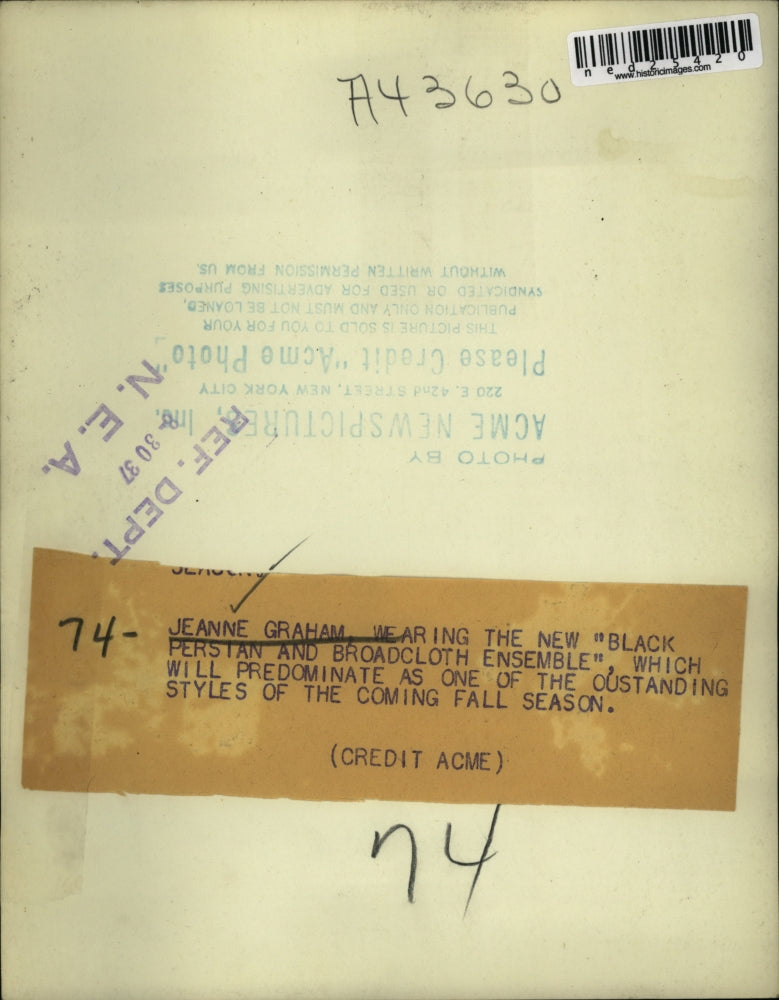 ned25420
www.historicimages.com
A43630
PHOTO BY
ACME NEWSPICTURES, Inc.
220 E. 42nd STREET, NEW YORK CITY
Please Credit "Acme Photo"
THIS PICTURE IS SOLD TO YOU FOR YOUR
PUBLICATION ONLY AND MUST NOT BE LOANED,
SYNDICATED OR USED FOR ADVERTISING PURPOSES
WITHOUT WRITTEN PERMISSION FROM US.
REF. DEPT.
30 37
N. E. A.
74-
JEANNE GRAHAM, WEARING THE NEW "BLACK
PERSIAN AND BROADCLOTH ENSEMBLE", WHICH
WILL PREDOMINATE AS ONE OF THE OUSTANDING
STYLES OF THE COMING FALL SEASON.
(CREDIT ACME)
74